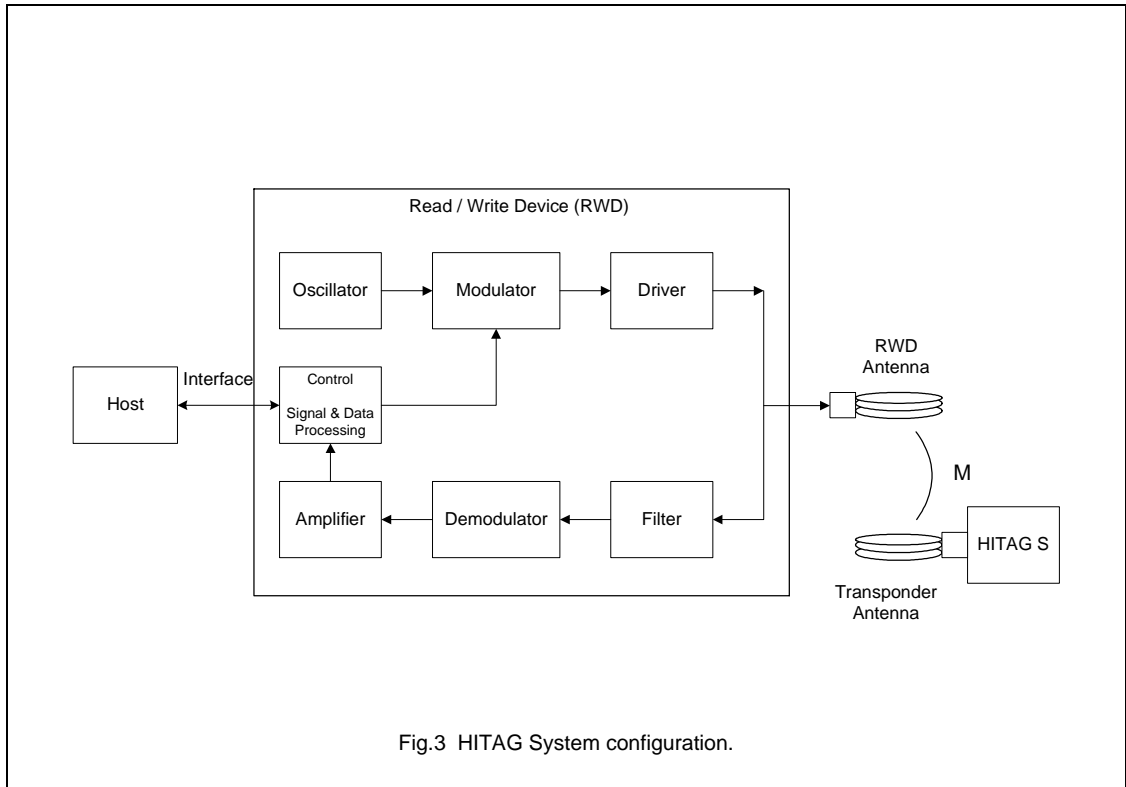 Read / Write Device (RWD)
Oscillator
Modulator
Driver
RWD
Antenna
Interface
Host
Control
Signal & Data
Processing
M
Amplifier
Demodulator
Filter
HITAG S
Transponder
Antenna
Fig.3 HITAG System configuration.